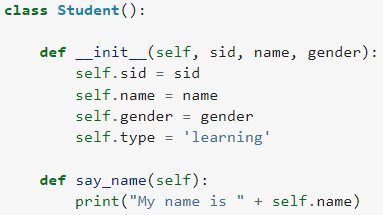 class Student():
    def __init__(self, sid, name, gender):
        self.sid = sid
        self.name = name
        self.gender = gender
        self.type = 'learning'
    def say_name(self):
        print("My name is " + self.name)